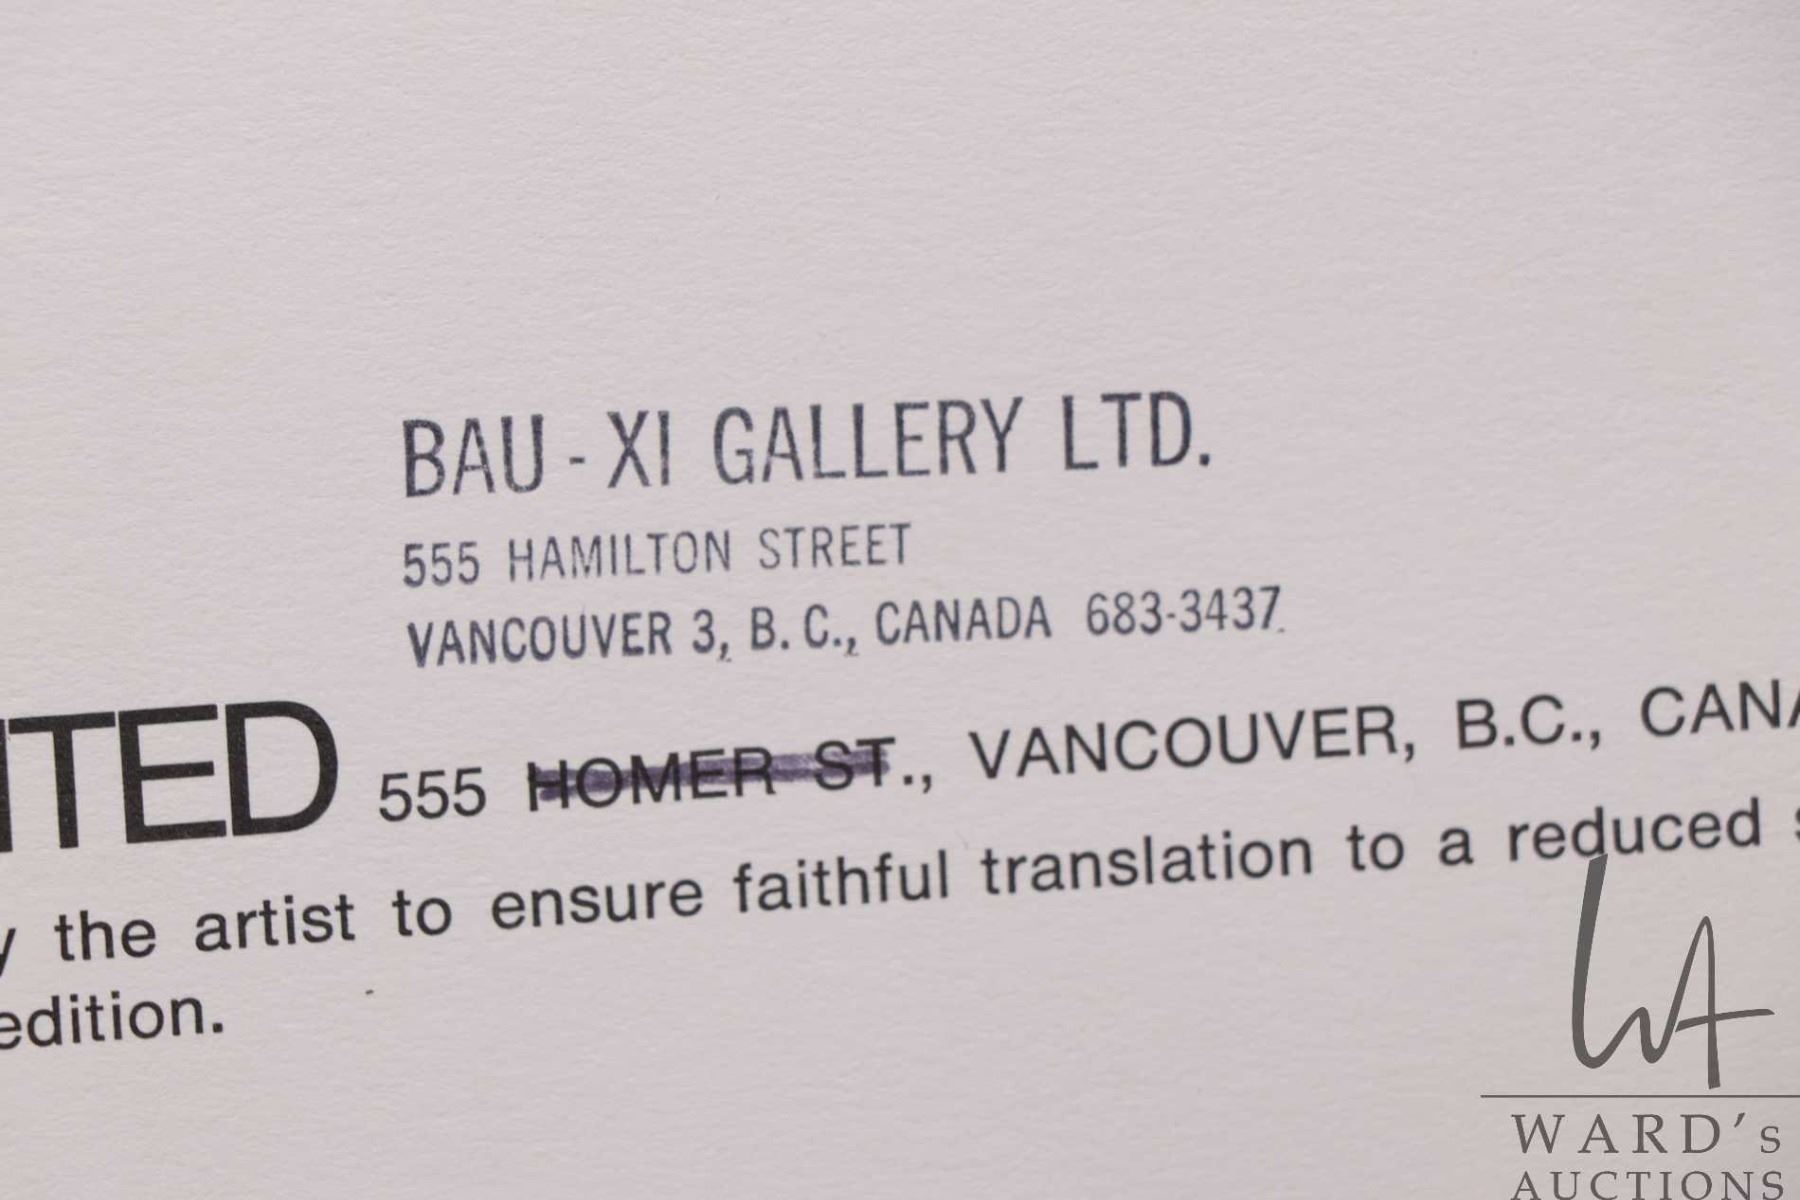 BAU - XI GALLERY LTD.
555 HAMILTON STREET
VANCOUVER 3, B. C., CANADA 683-3437
ITED 555 HOMER ST., VANCOUVER, B.C., CANA
y the artist to ensure faithful translation to a reduced s
edition.
WARD's
AUCTIONS